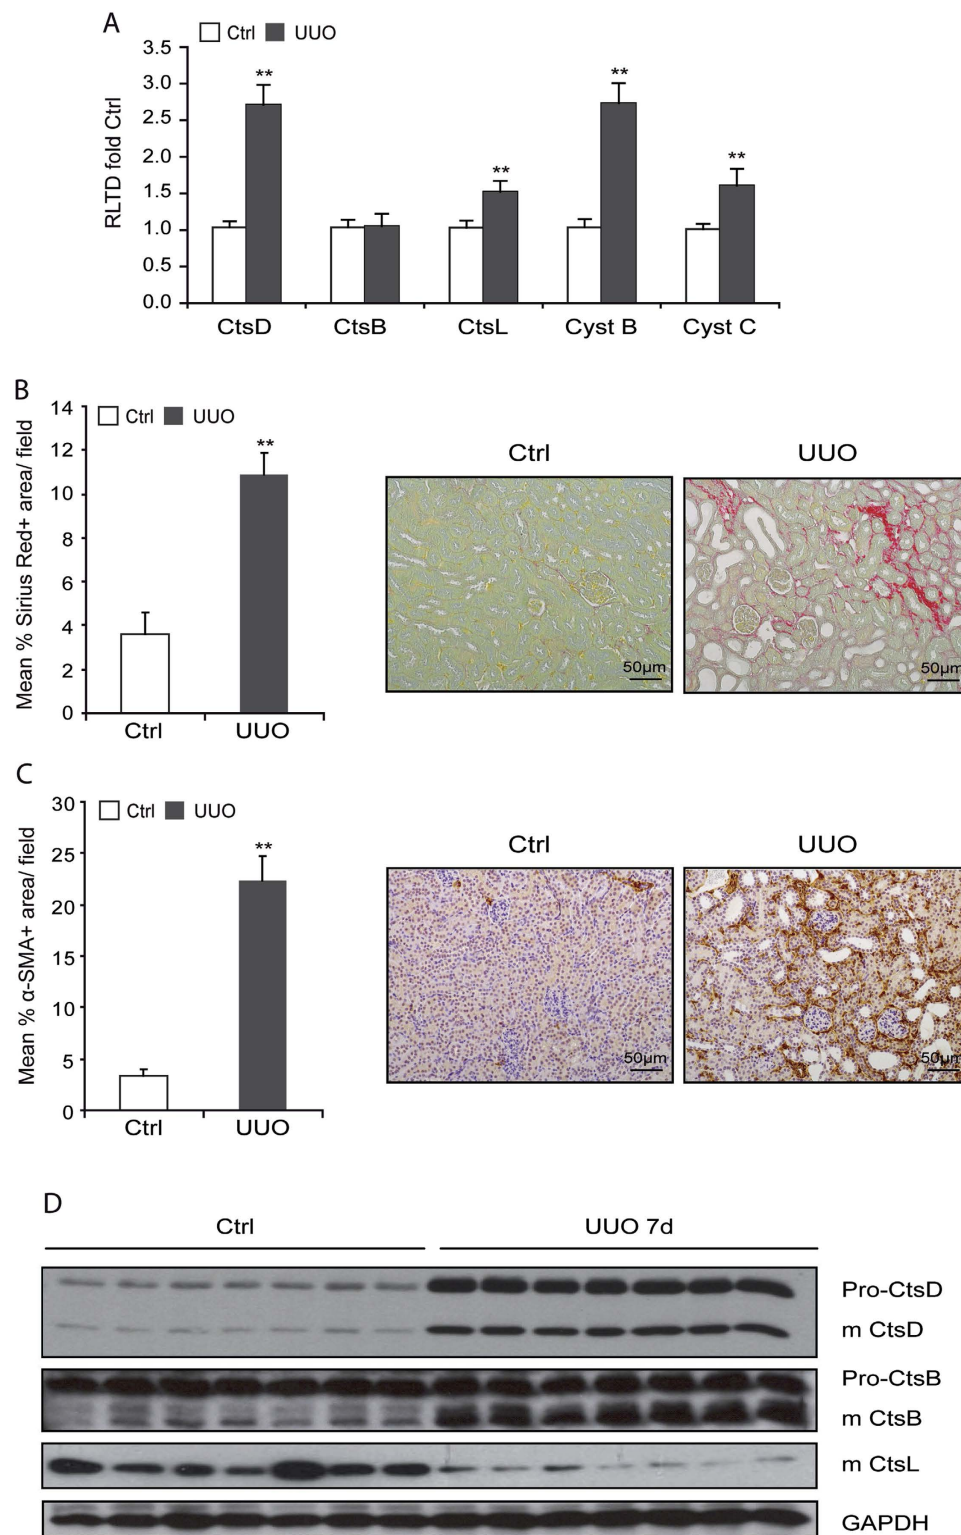 A
Ctrl UUO
RLTD fold Ctrl
3.5
3.0
2.5
2.0
1.5
1.0
0.5
0.0
**
**
**
**
CtsD CtsB CtsL Cyst B Cyst C
B
Ctrl UUO
Mean % Sirius Red+ area/ field
14
12
10
8
6
4
2
0
**
Ctrl UUO
Ctrl UUO
50µm 50µm
C
Ctrl UUO
Mean % α-SMA+ area/ field
30
25
20
15
10
5
0
**
Ctrl UUO
Ctrl UUO
50µm 50µm
D
Ctrl UUO 7d
Pro-CtsD
m CtsD
Pro-CtsB
m CtsB
m CtsL
GAPDH